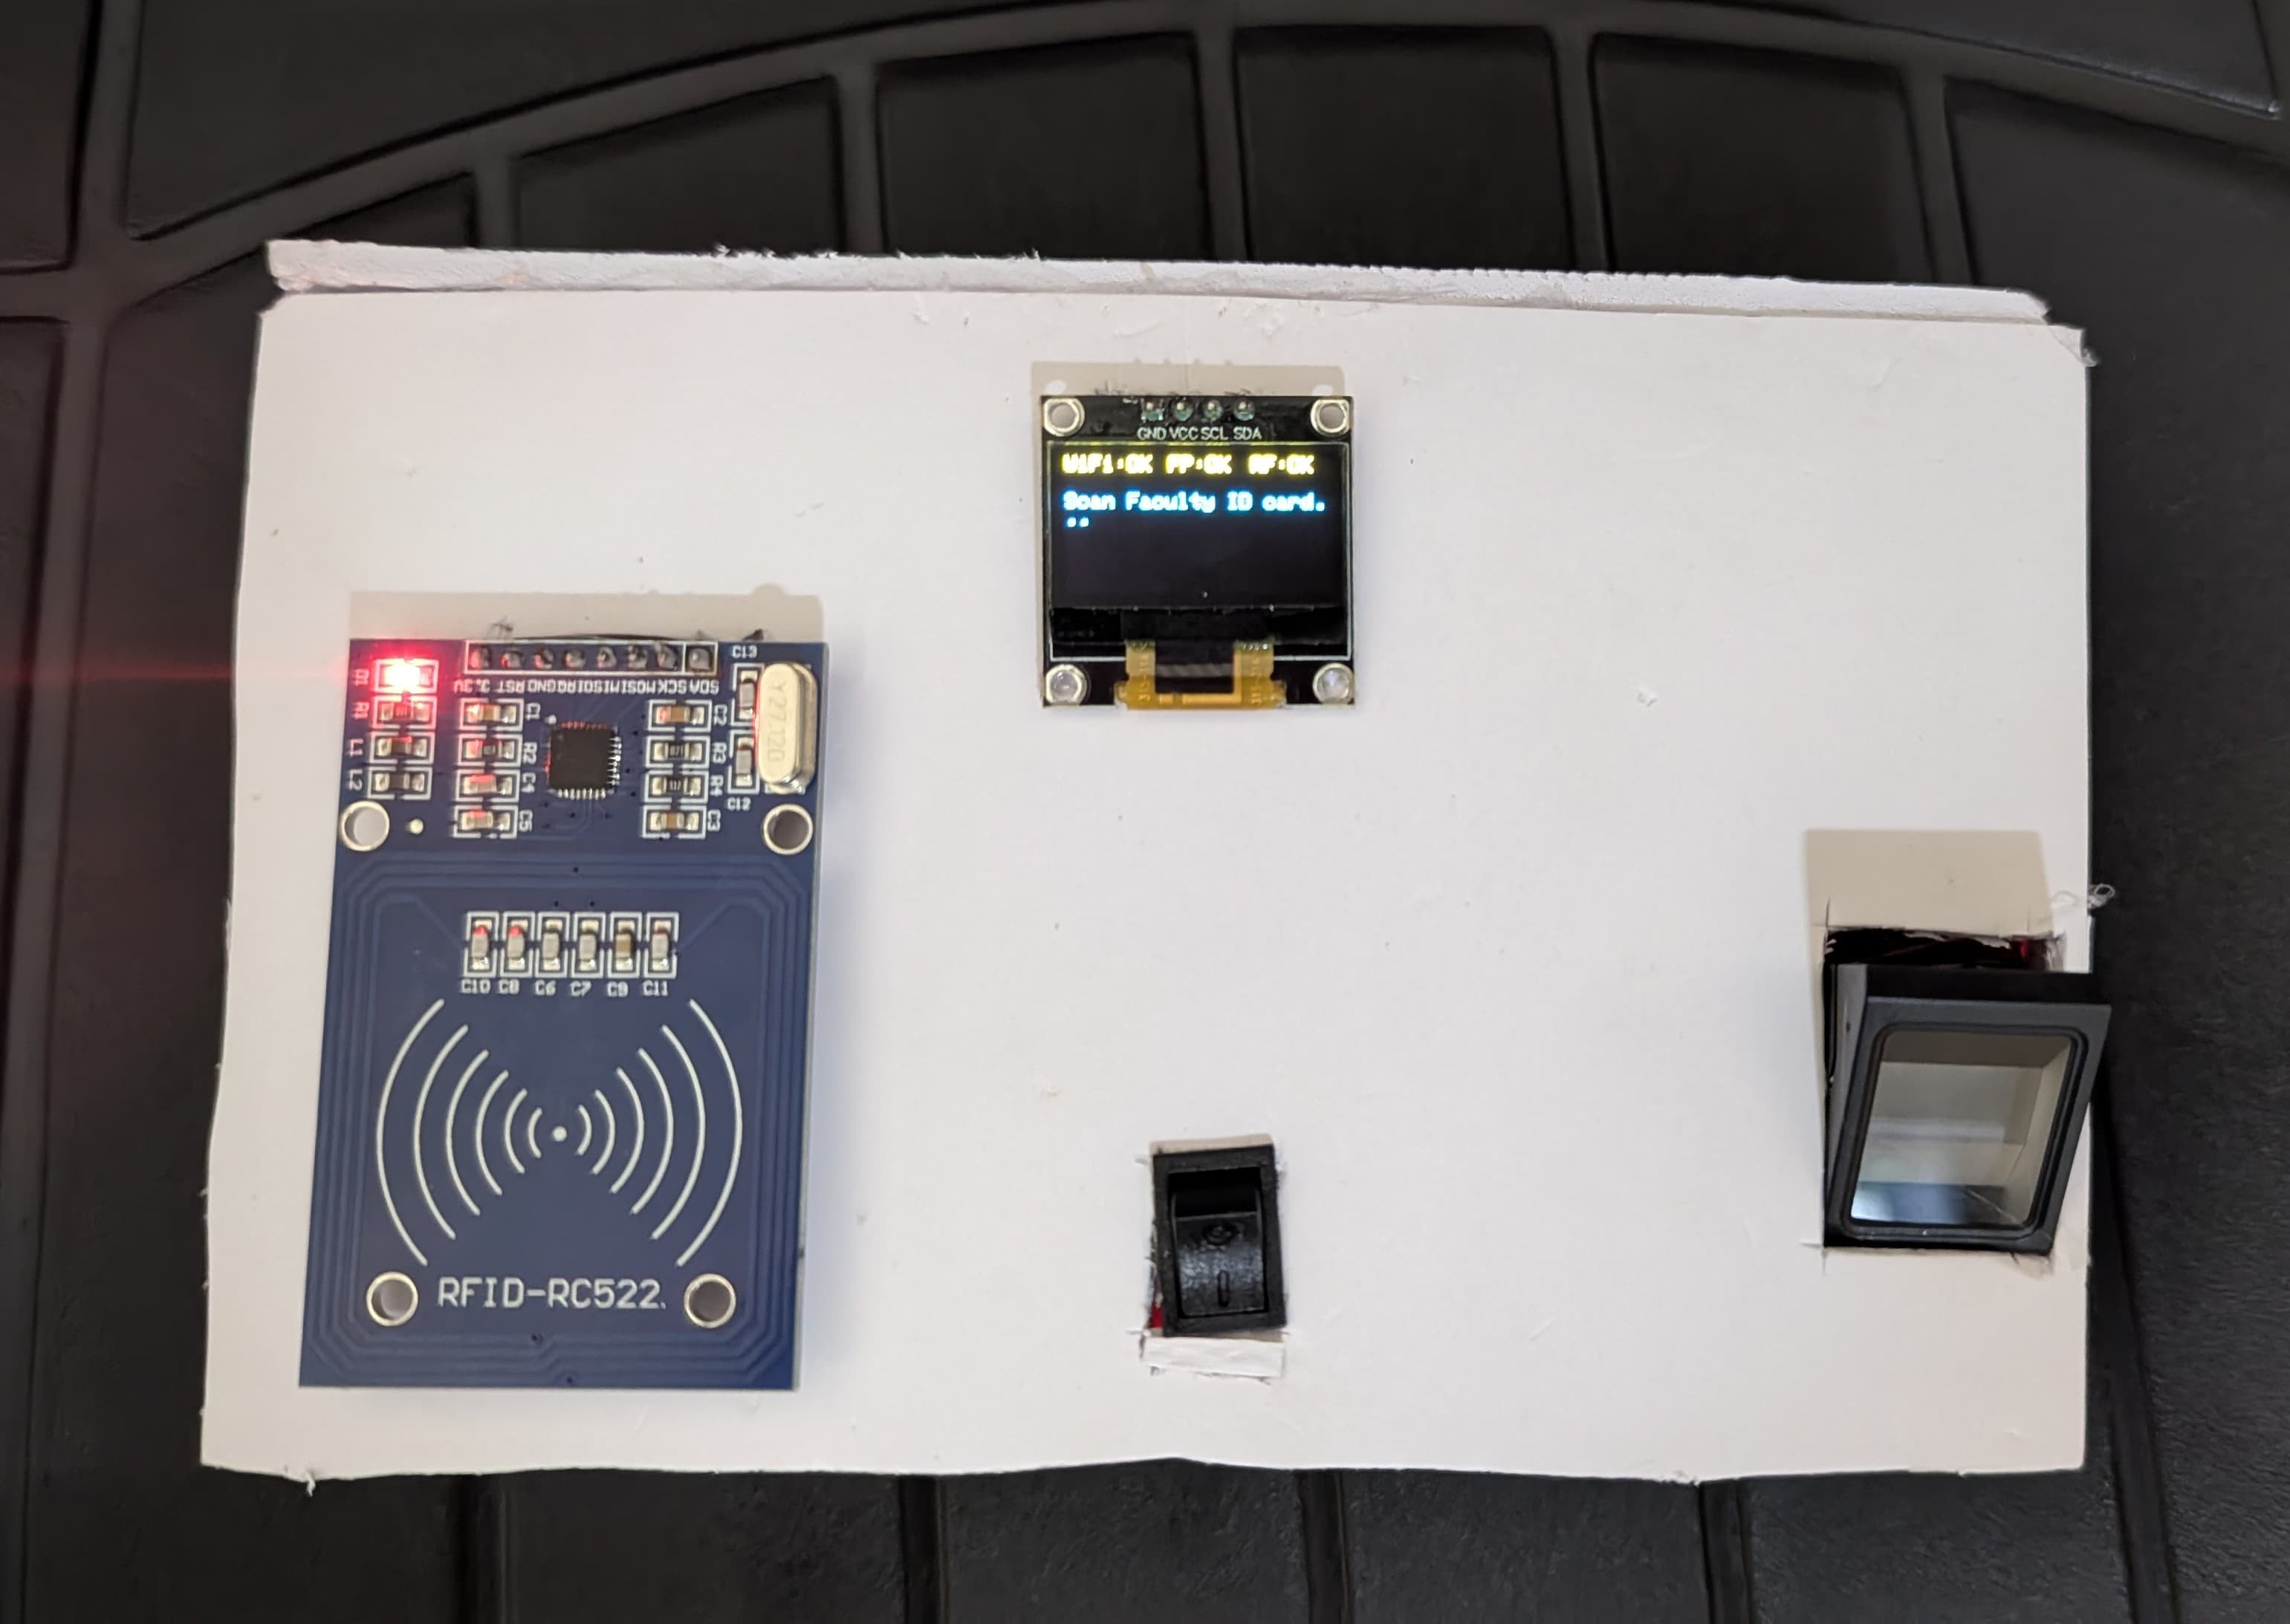 GND VCC SCL SDA
WiFi:OK FP:OK RF:OK
Scan Faculty ID card.
..
C13
D1
SDA SCK MOSI MISO IRQ GND RST 3.3V
R1
C1
C2
Y27.120
L1
R2
R3
L2
C4
R4
C12
C5
C3
C10 C8 C6 C7 C9 C11
RFID-RC522